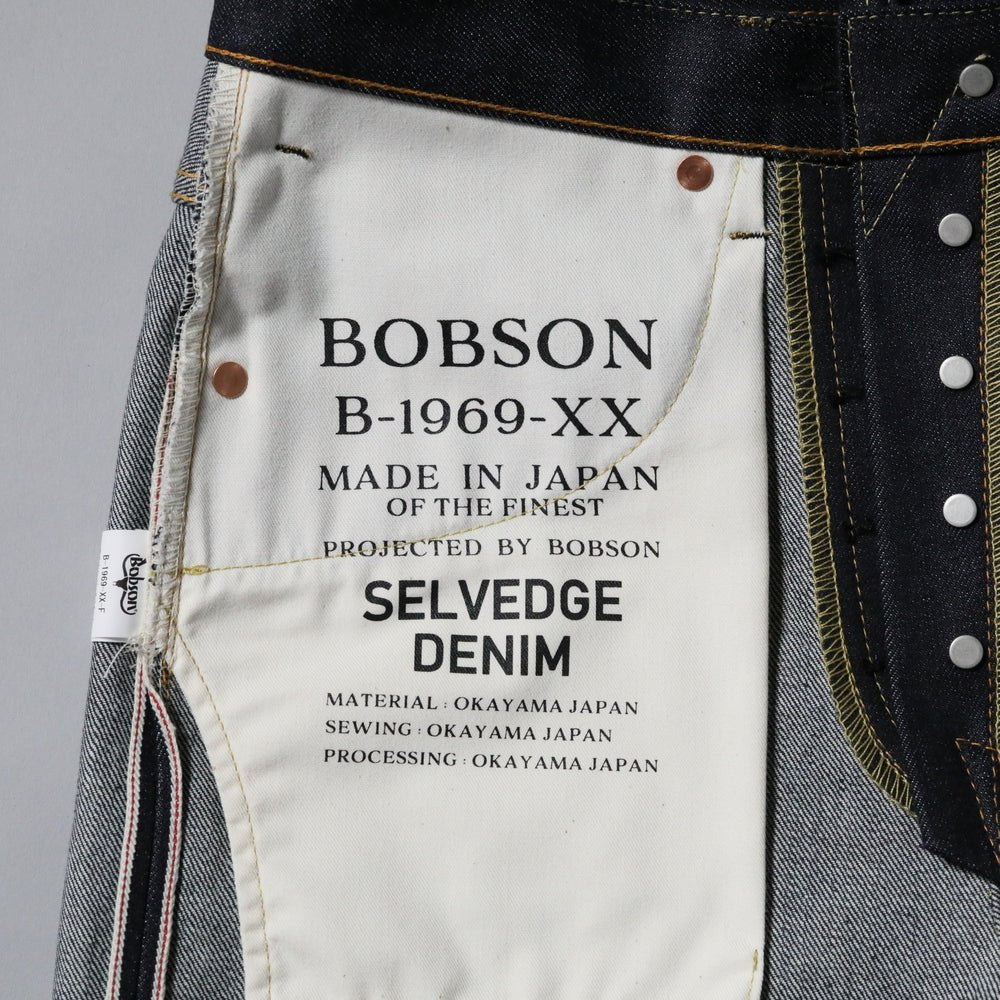 BOBSON
B-1969-XX
MADE IN JAPAN
OF THE FINEST
PROJECTED BY BOBSON
SELVEDGE
DENIM
MATERIAL : OKAYAMA JAPAN
SEWING : OKAYAMA JAPAN
PROCESSING : OKAYAMA JAPAN
Bobson
B-1969-XX-F